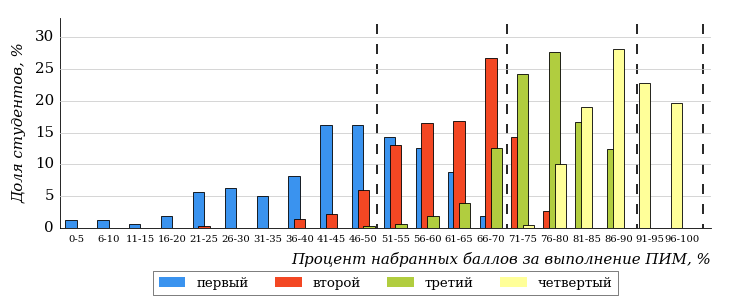 Доля студентов, %
30
25
20
15
10
5
0
0-5 6-10 11-15 16-20 21-25 26-30 31-35 36-40 41-45 46-50 51-55 56-60 61-65 66-70 71-75 76-80 81-85 86-90 91-95 96-100
Процент набранных баллов за выполнение ПИМ, %
первый второй третий четвертый